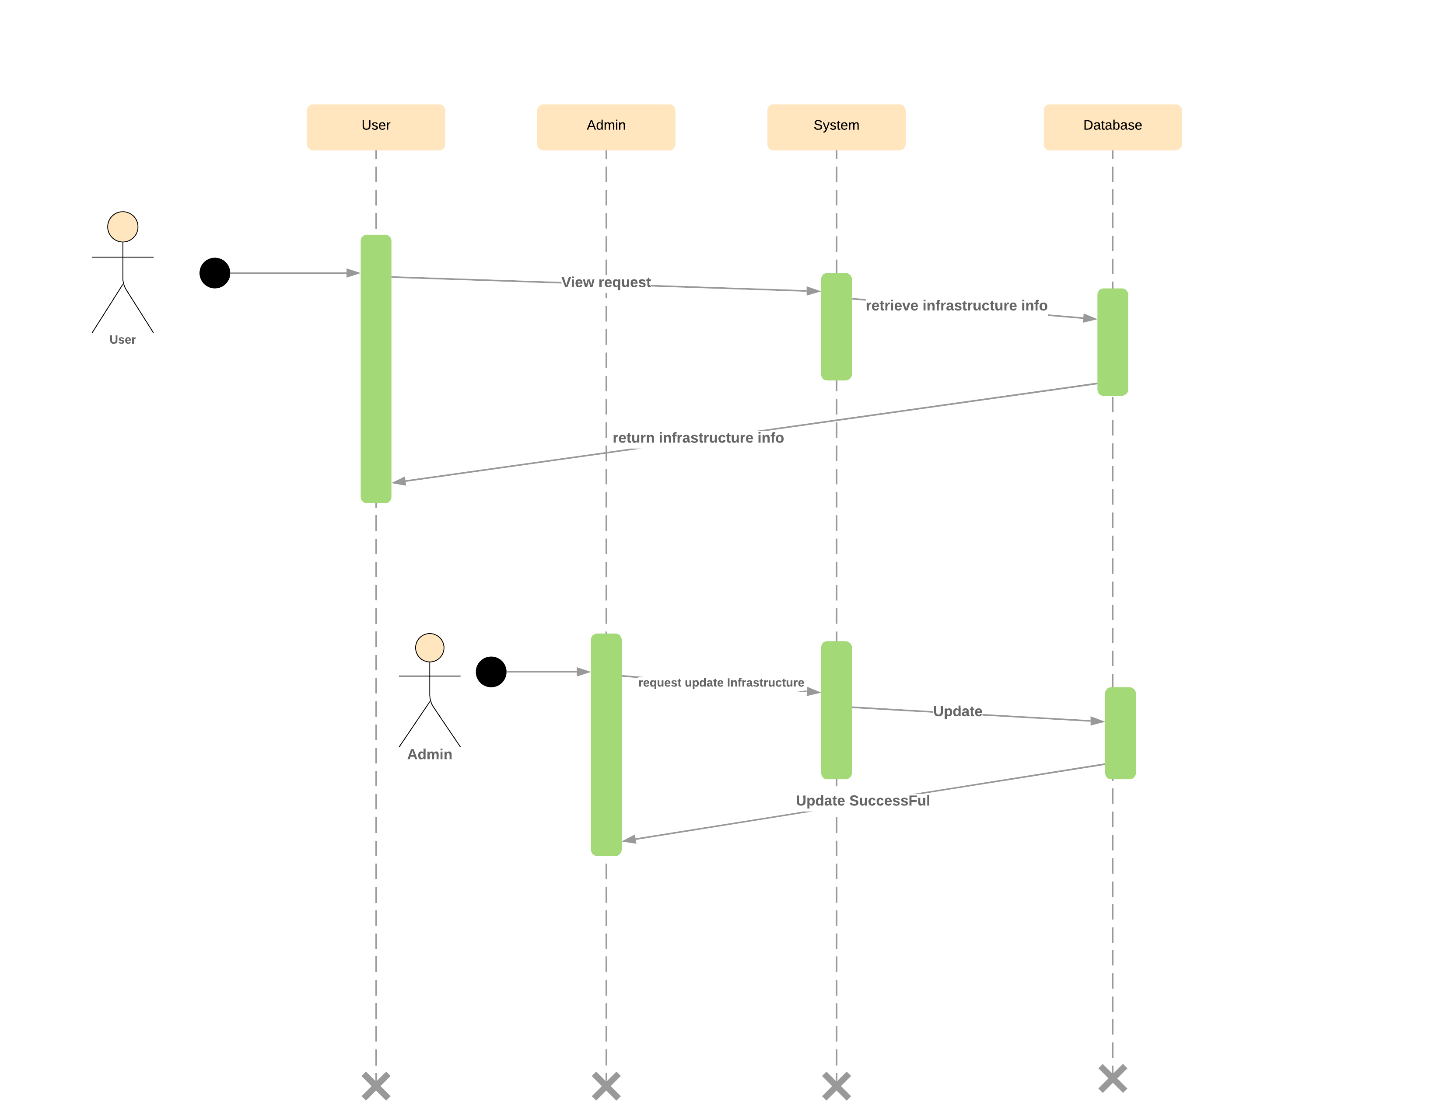 User
Admin
System
Database
View request
retrieve infrastructure info
User
return infrastructure info
request update Infrastructure
Update
Admin
Update SuccessFul